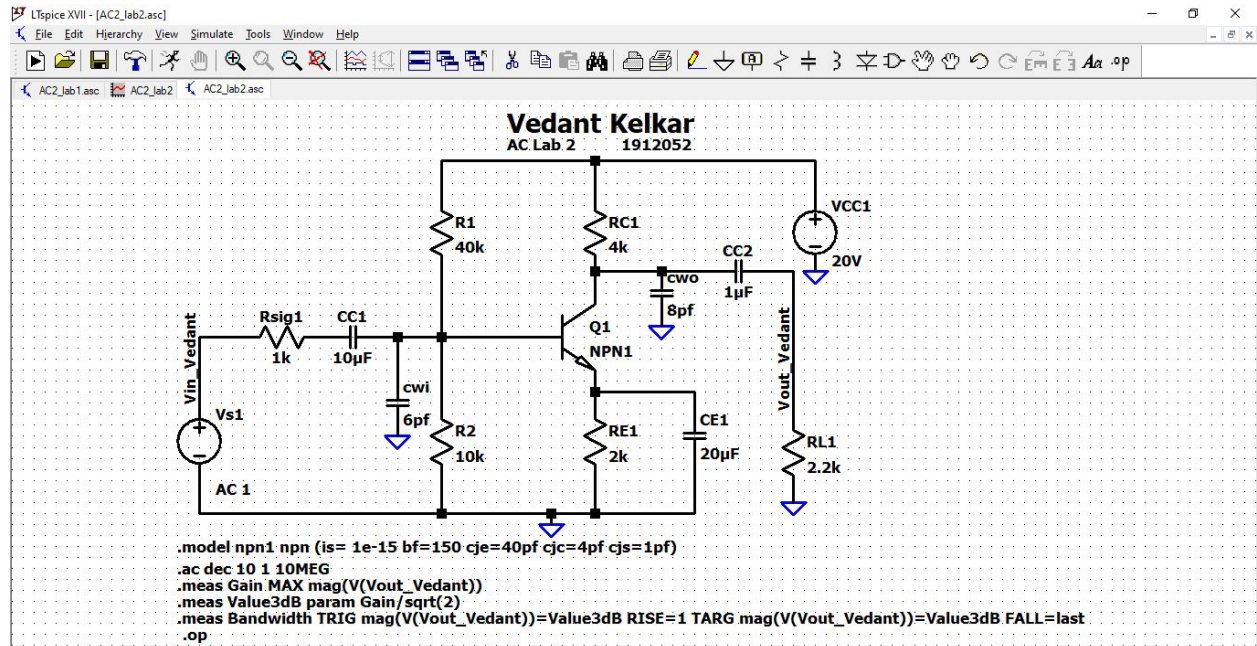 LTspice XVII - [AC2_lab2.asc]
File Edit Hierarchy View Simulate Tools Window Help
Aa .op
AC2_lab1.asc AC2_lab2 AC2_lab2.asc
Vedant Kelkar
AC Lab 2 1912052
R1
40k
RC1
4k
VCC1
20V
CC2
1µF
cwo
8pf
Vin_Vedant
Rsig1
1k
CC1
10µF
Q1
NPN1
Vout_Vedant
cwi
6pf
Vs1
AC 1
R2
10k
RE1
2k
CE1
20µF
RL1
2.2k
.model npn1 npn (is= 1e-15 bf=150 cje=40pf cjc=4pf cjs=1pf)
.ac dec 10 1 10MEG
.meas Gain MAX mag(V(Vout_Vedant))
.meas Value3dB param Gain/sqrt(2)
.meas Bandwidth TRIG mag(V(Vout_Vedant))=Value3dB RISE=1 TARG mag(V(Vout_Vedant))=Value3dB FALL=last
.op